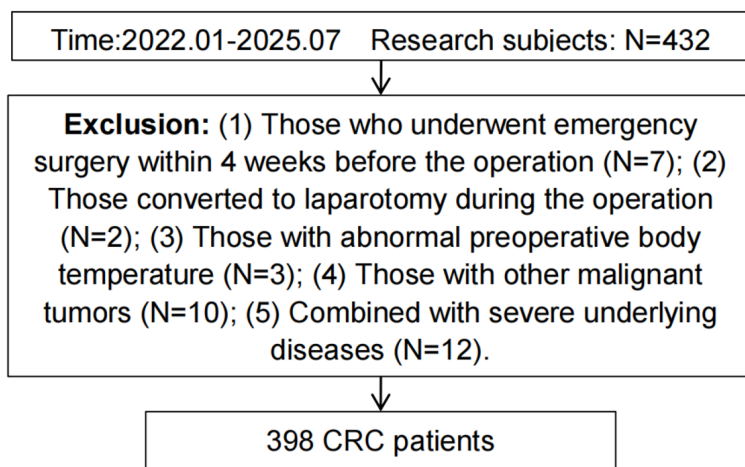 Time:2022.01-2025.07 Research subjects: N=432
Exclusion: (1) Those who underwent emergency
surgery within 4 weeks before the operation (N=7); (2)
Those converted to laparotomy during the operation
(N=2); (3) Those with abnormal preoperative body
temperature (N=3); (4) Those with other malignant
tumors (N=10); (5) Combined with severe underlying
diseases (N=12).
398 CRC patients